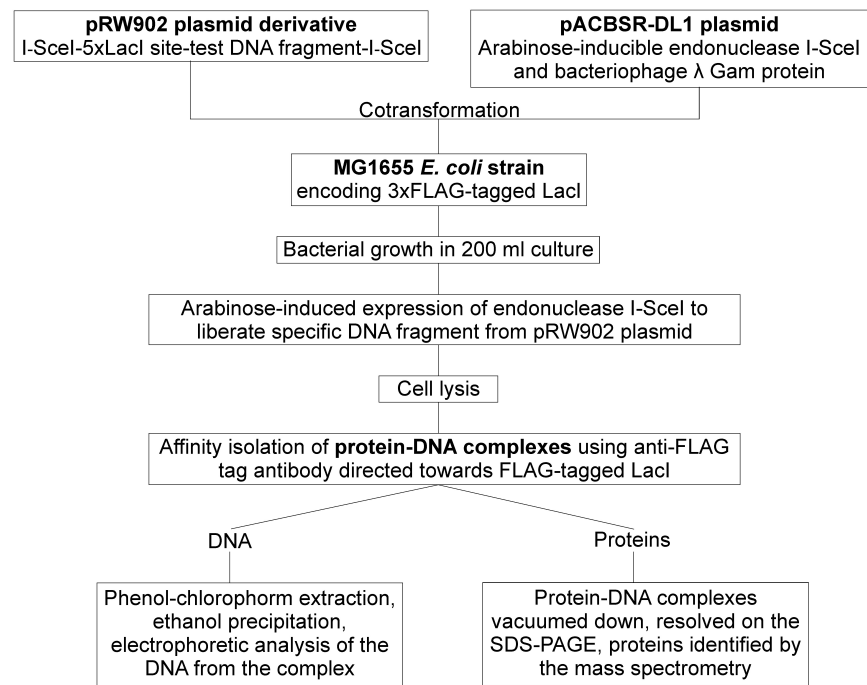 pRW902 plasmid derivative
I-SceI-5xLacI site-test DNA fragment-I-SceI
pACBSR-DL1 plasmid
Arabinose-inducible endonuclease I-SceI
and bacteriophage λ Gam protein
Cotransformation
MG1655 E. coli strain
encoding 3xFLAG-tagged LacI
Bacterial growth in 200 ml culture
Arabinose-induced expression of endonuclease I-SceI to
liberate specific DNA fragment from pRW902 plasmid
Cell lysis
Affinity isolation of protein-DNA complexes using anti-FLAG
tag antibody directed towards FLAG-tagged LacI
DNA
Phenol-chlorophorm extraction,
ethanol precipitation,
electrophoretic analysis of the
DNA from the complex
Proteins
Protein-DNA complexes
vacuumed down, resolved on the
SDS-PAGE, proteins identified by
the mass spectrometry